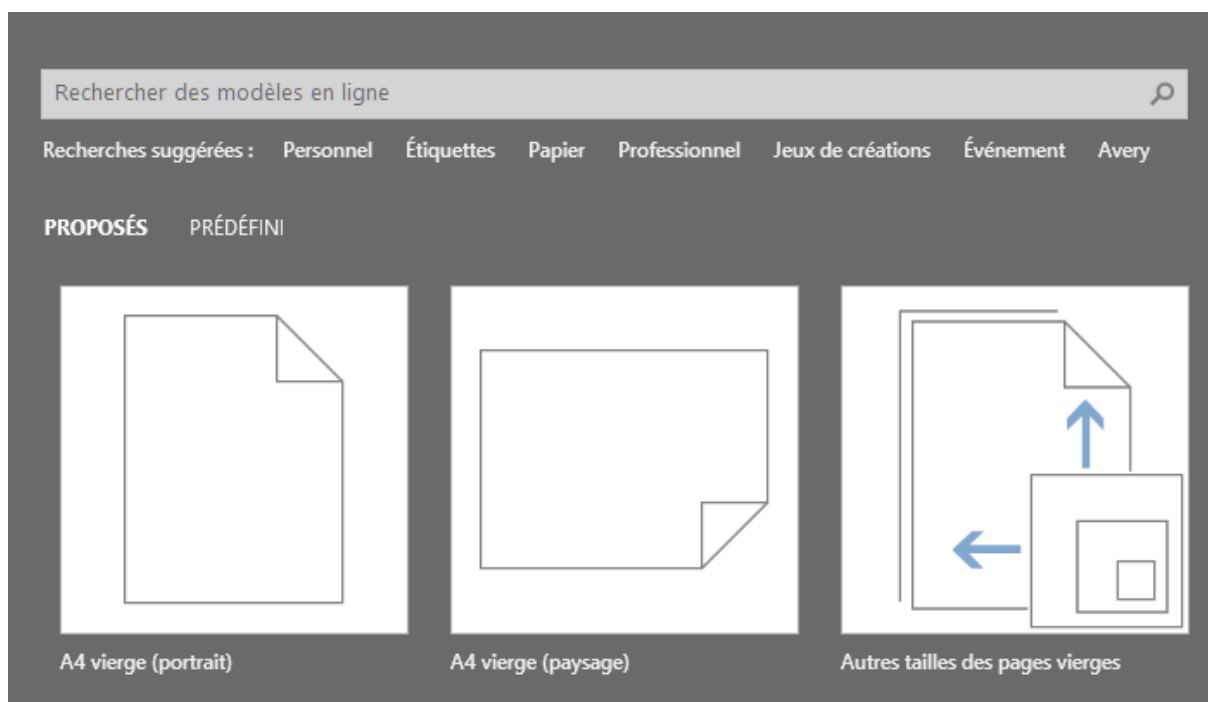 Rechercher des modèles en ligne
Recherches suggérées : Personnel Étiquettes Papier Professionnel Jeux de créations Événement Avery
PROPOSÉS PRÉDÉFINI
A4 vierge (portrait) A4 vierge (paysage) Autres tailles des pages vierges